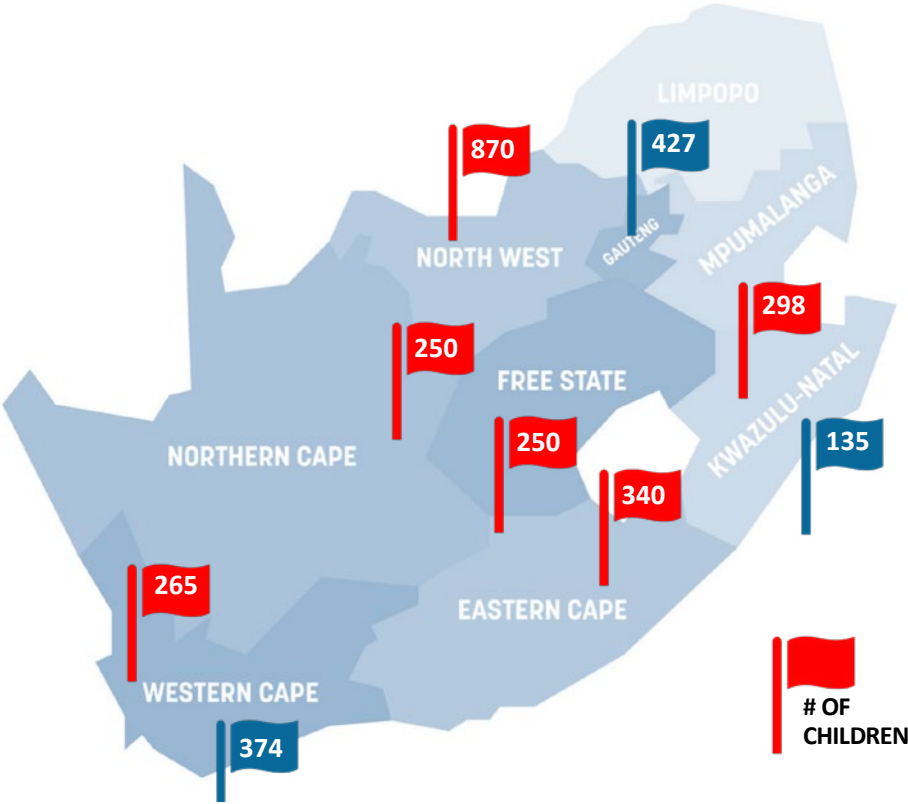 LIMPOPO
870
427
MPUMALANGA
GAUTENG
NORTH WEST
298
250
FREE STATE
KWAZULU-NATAL
250
135
NORTHERN CAPE
340
265
EASTERN CAPE
WESTERN CAPE
# OF
CHILDREN
374